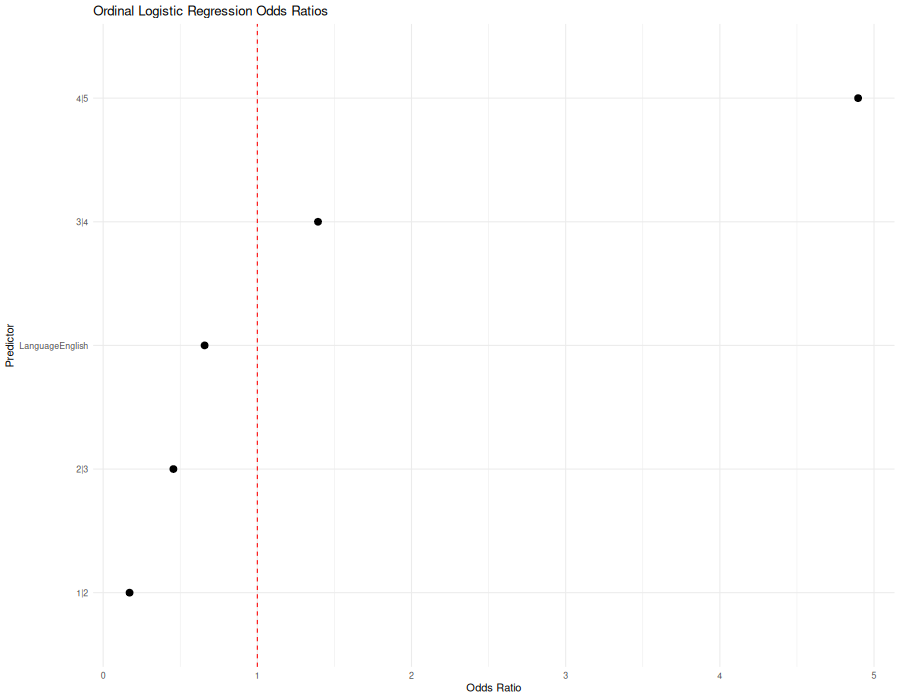 Ordinal Logistic Regression Odds Ratios
4|5
3|4
LanguageEnglish
2|3
1|2
Predictor
0 1 2 3 4 5
Odds Ratio